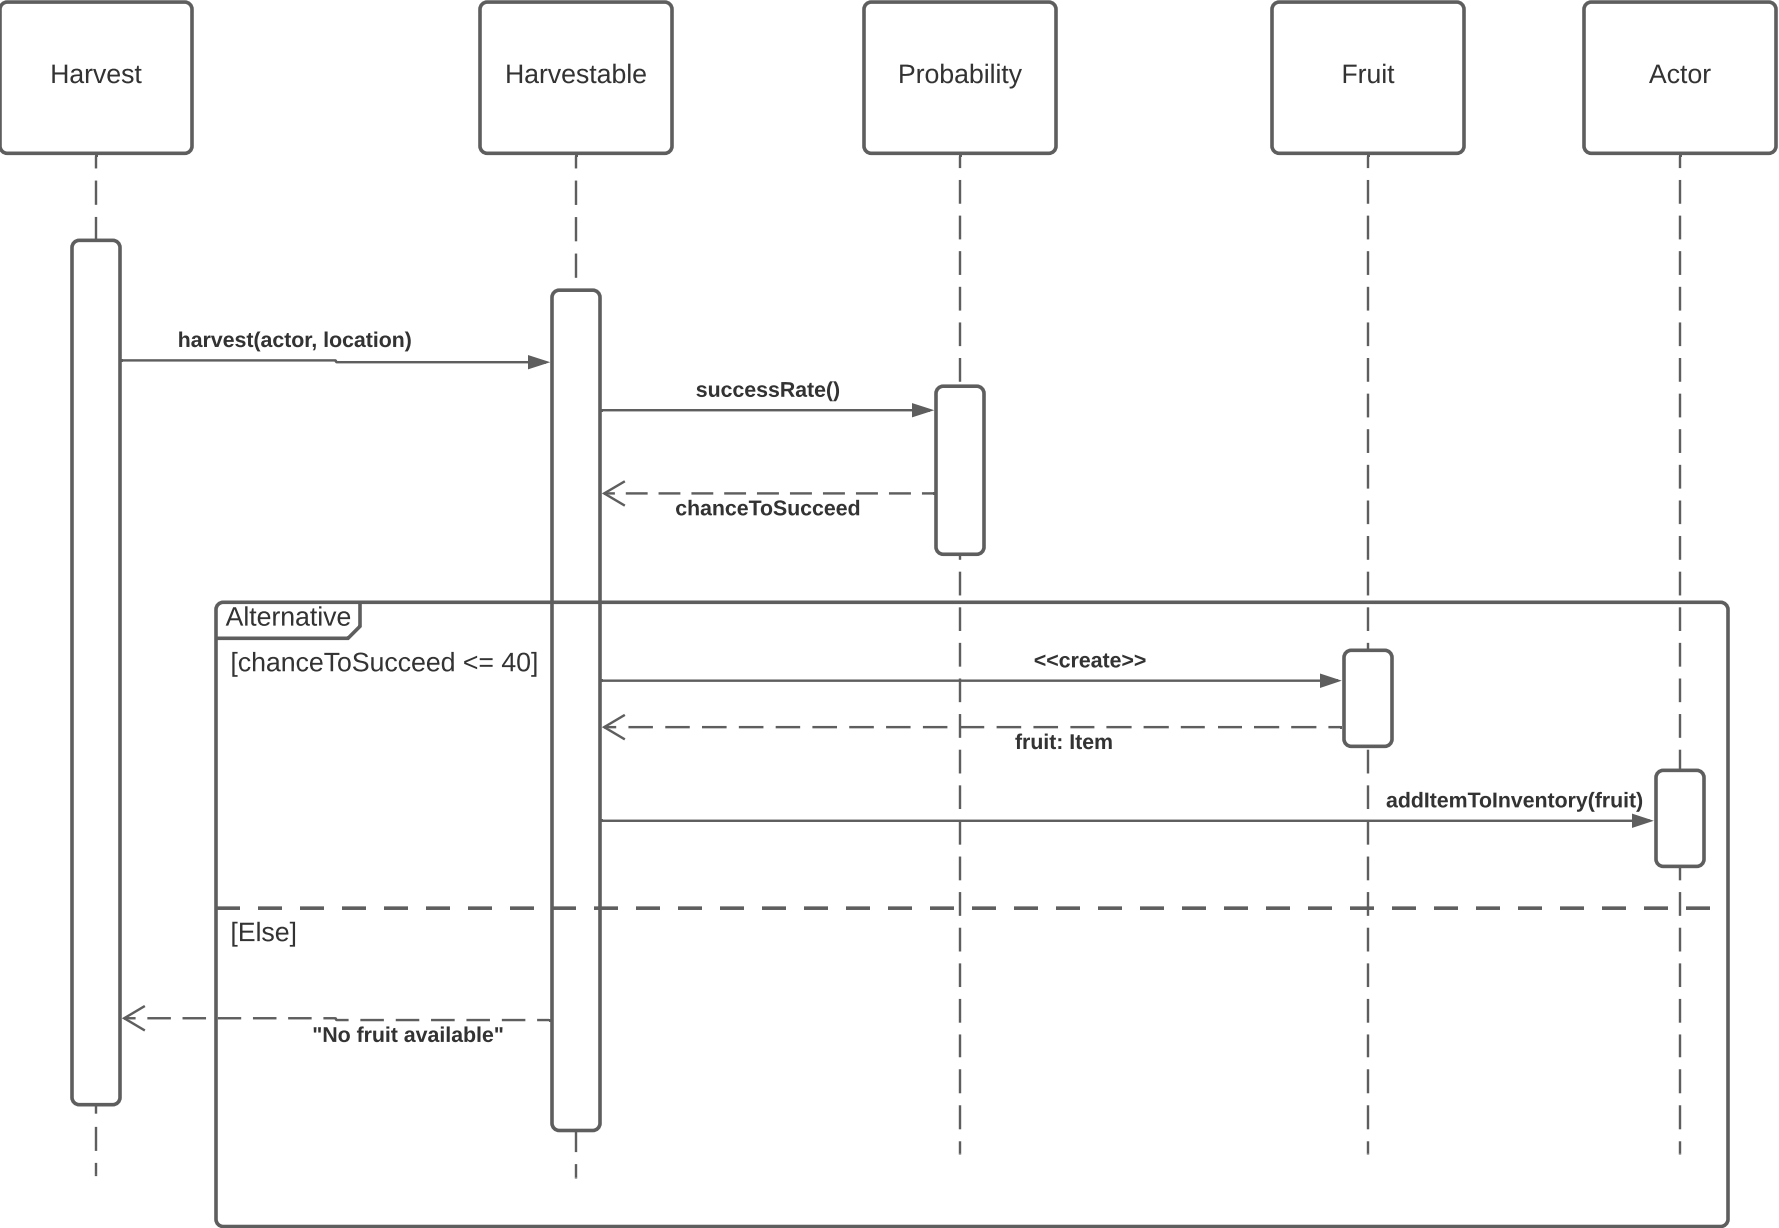 Harvest
Harvestable
Probability
Fruit
Actor
harvest(actor, location)
successRate()
chanceToSucceed
Alternative
[chanceToSucceed <= 40]
<<create>>
fruit: Item
addItemToInventory(fruit)
[Else]
"No fruit available"